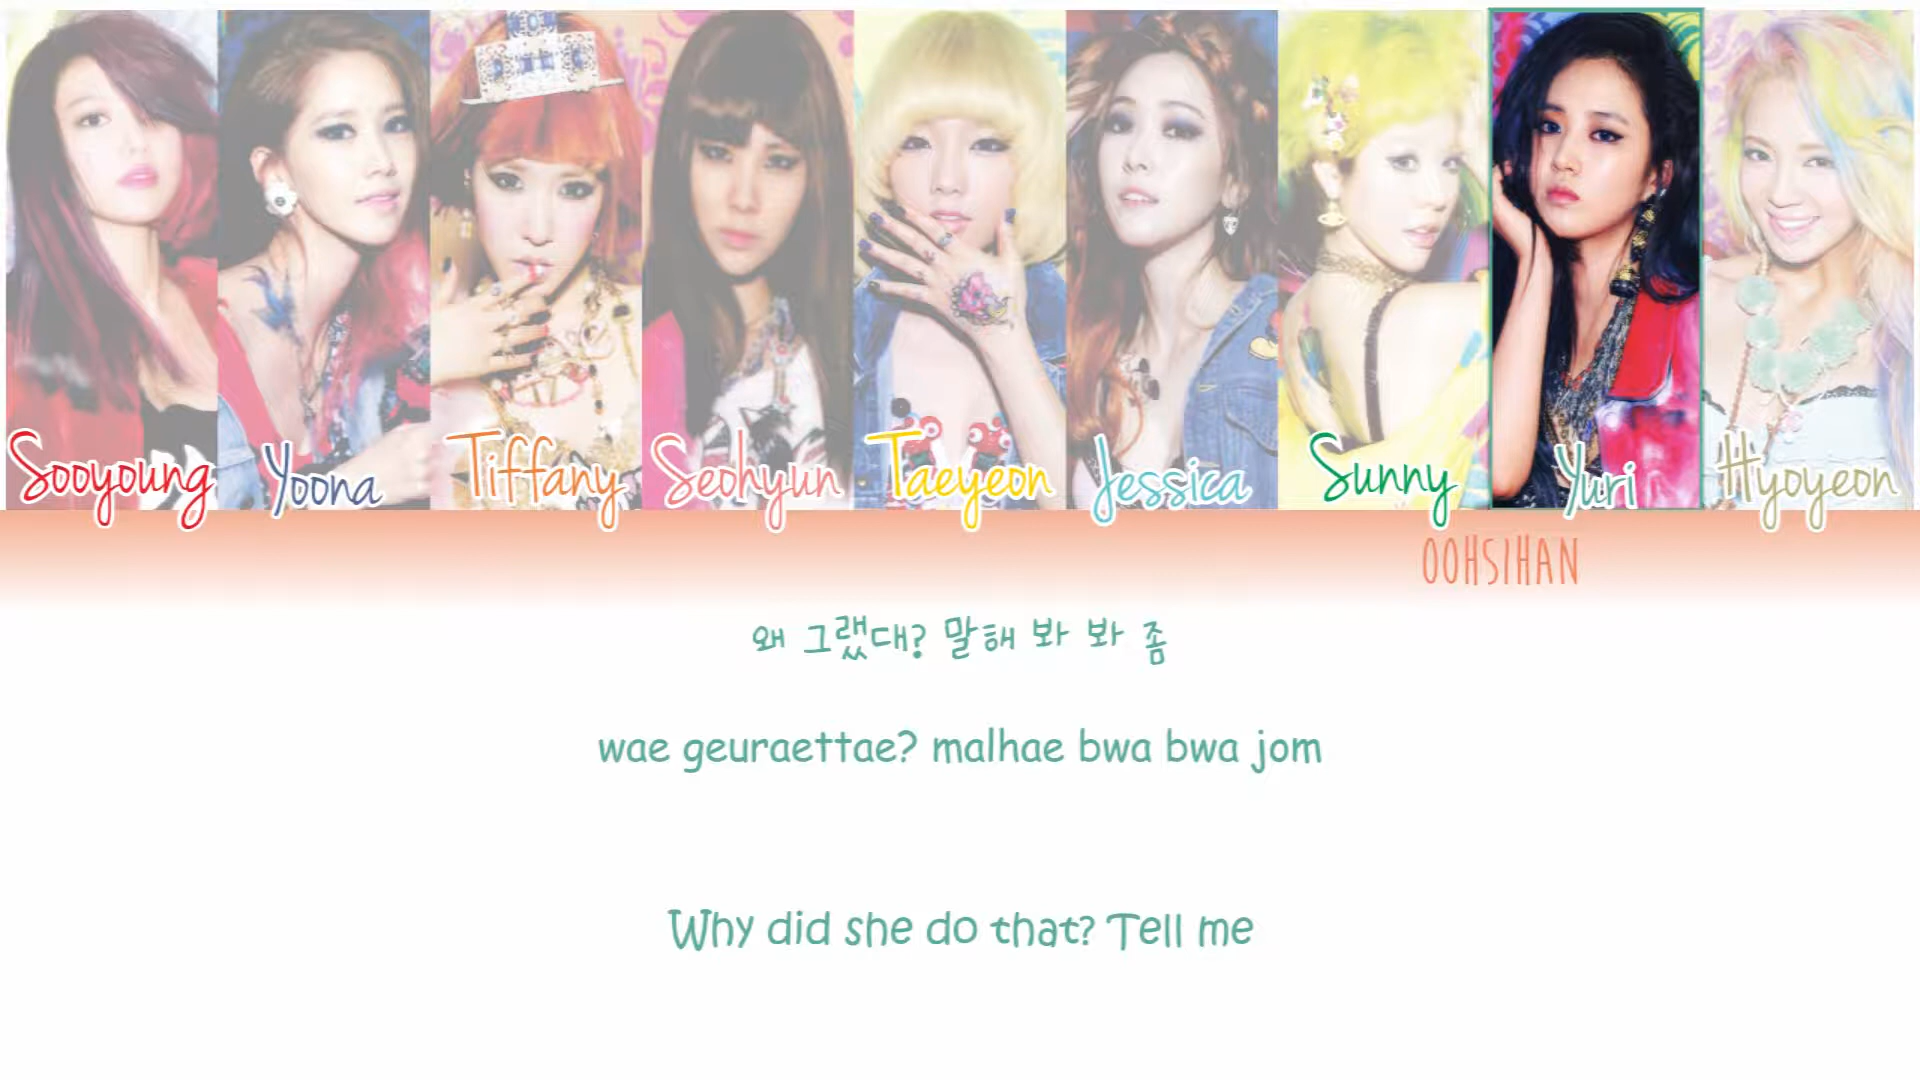 Sooyoung Yoona Tiffany Seohyun Taeyeon Jessica Sunny Yuri Hyoyeon
OOHSIHAN
왜 그랬대? 말해 봐 봐 좀
wae geuraettae? malhae bwa bwa jom
Why did she do that? Tell me